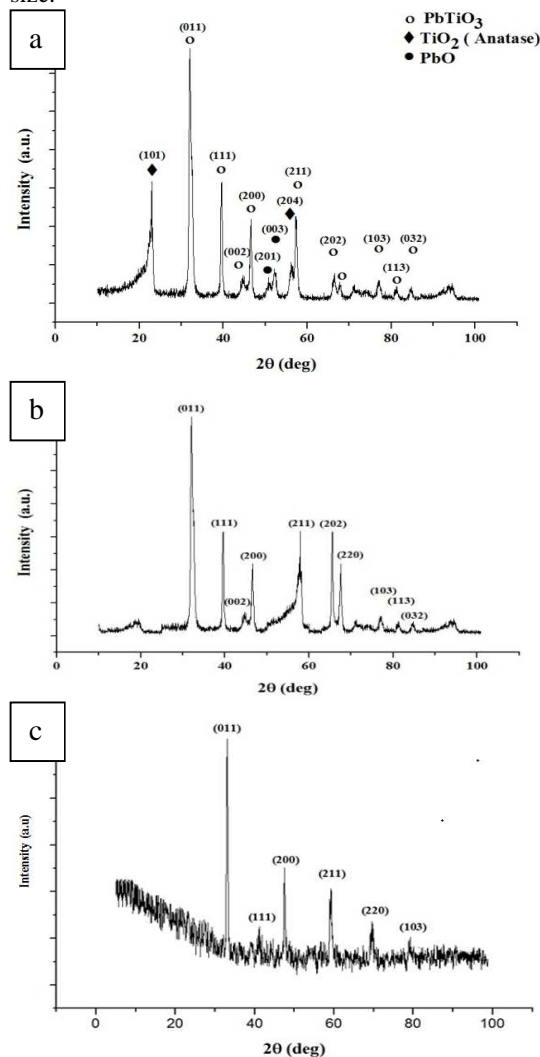 size.
a
○ PbTiO3
◆ TiO2 ( Anatase)
● PbO
(011)
(101)
(111)
(211)
(200)
(204)
(003)
(002)
(201)
(202)
(103)
(032)
(113)
Intensity (a.u.)
0 20 40 60 80 100
2θ (deg)
b
(011)
(111)
(211)
(202)
(200)
(220)
(002)
(103)
(113)
(032)
Intensity (a.u.)
0 20 40 60 80 100
2θ (deg)
c
(011)
(200)
(211)
(111)
(220)
(103)
Intensity (a.u)
0 20 40 60 80 100
2θ (deg)